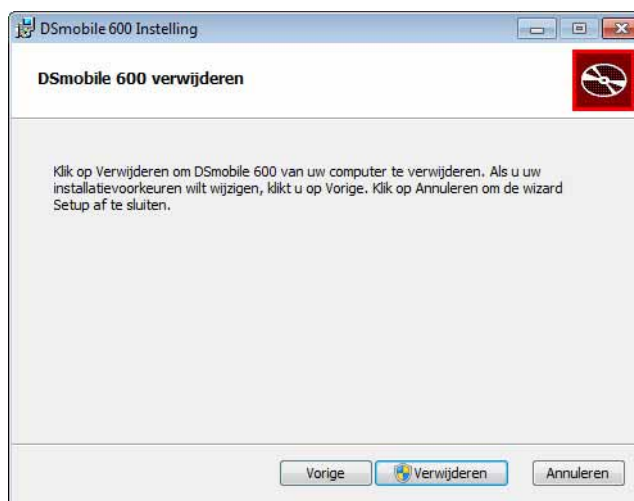 DSmobile 600 Instelling
DSmobile 600 verwijderen
Klik op Verwijderen om DSmobile 600 van uw computer te verwijderen. Als u uw
installatievoorkeuren wilt wijzigen, klikt u op Vorige. Klik op Annuleren om de wizard
Setup af te sluiten.
Vorige
Verwijderen
Annuleren